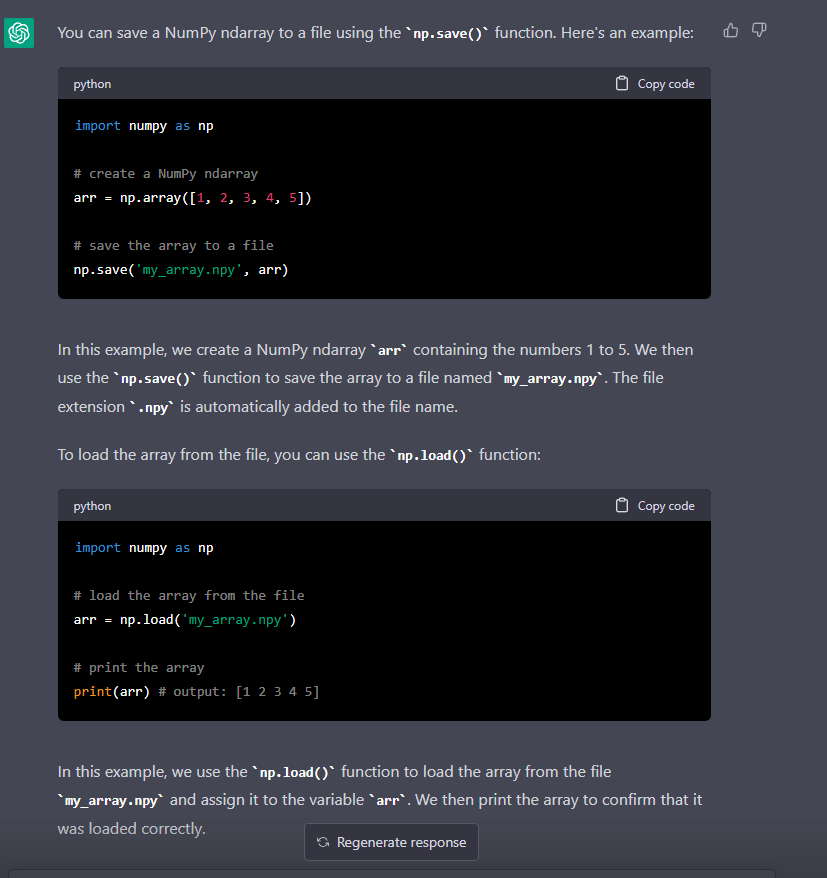 You can save a NumPy ndarray to a file using the `np.save()` function. Here's an example:
python
Copy code
import numpy as np
# create a NumPy ndarray
arr = np.array([1, 2, 3, 4, 5])
# save the array to a file
np.save('my_array.npy', arr)
In this example, we create a NumPy ndarray `arr` containing the numbers 1 to 5. We then
use the `np.save()` function to save the array to a file named `my_array.npy`. The file
extension `.npy` is automatically added to the file name.
To load the array from the file, you can use the `np.load()` function:
python
Copy code
import numpy as np
# load the array from the file
arr = np.load('my_array.npy')
# print the array
print(arr) # output: [1 2 3 4 5]
In this example, we use the `np.load()` function to load the array from the file
`my_array.npy` and assign it to the variable `arr`. We then print the array to confirm that it
was loaded correctly.
Regenerate response